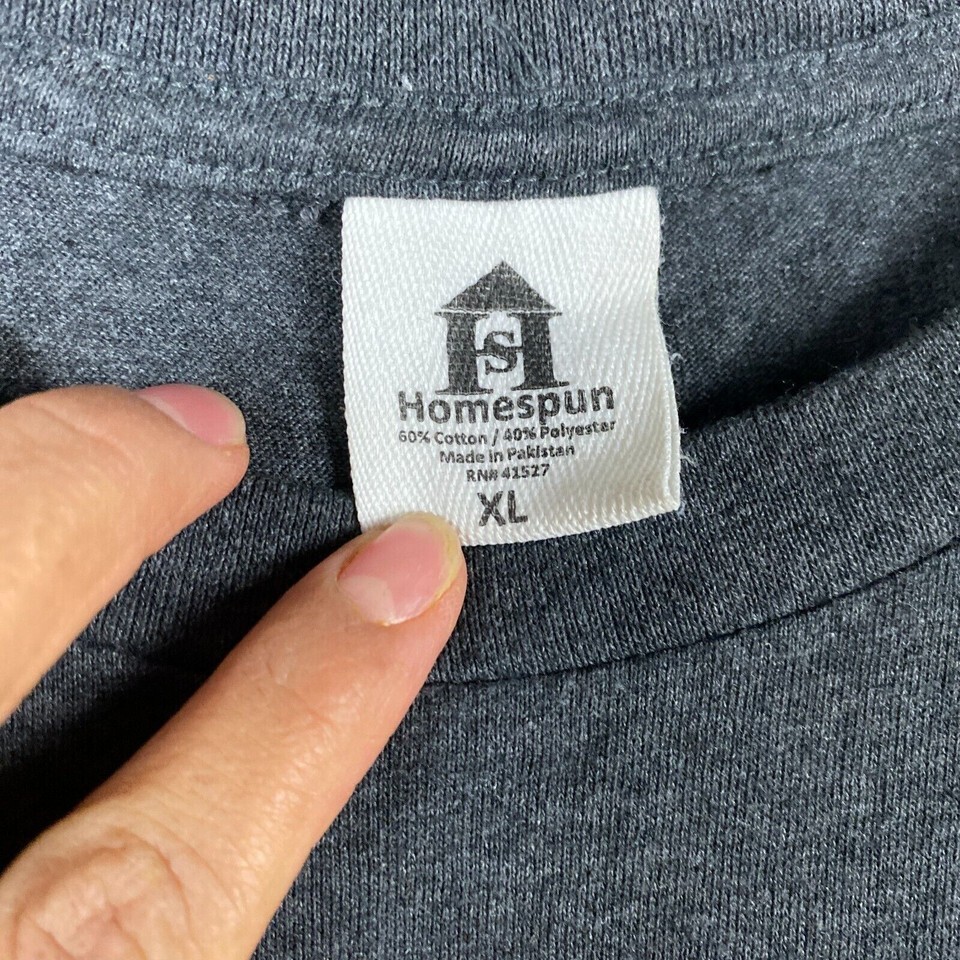 HS
Homespun
60% Cotton / 40% Polyester
Made in Pakistan
RN# 41527
XL